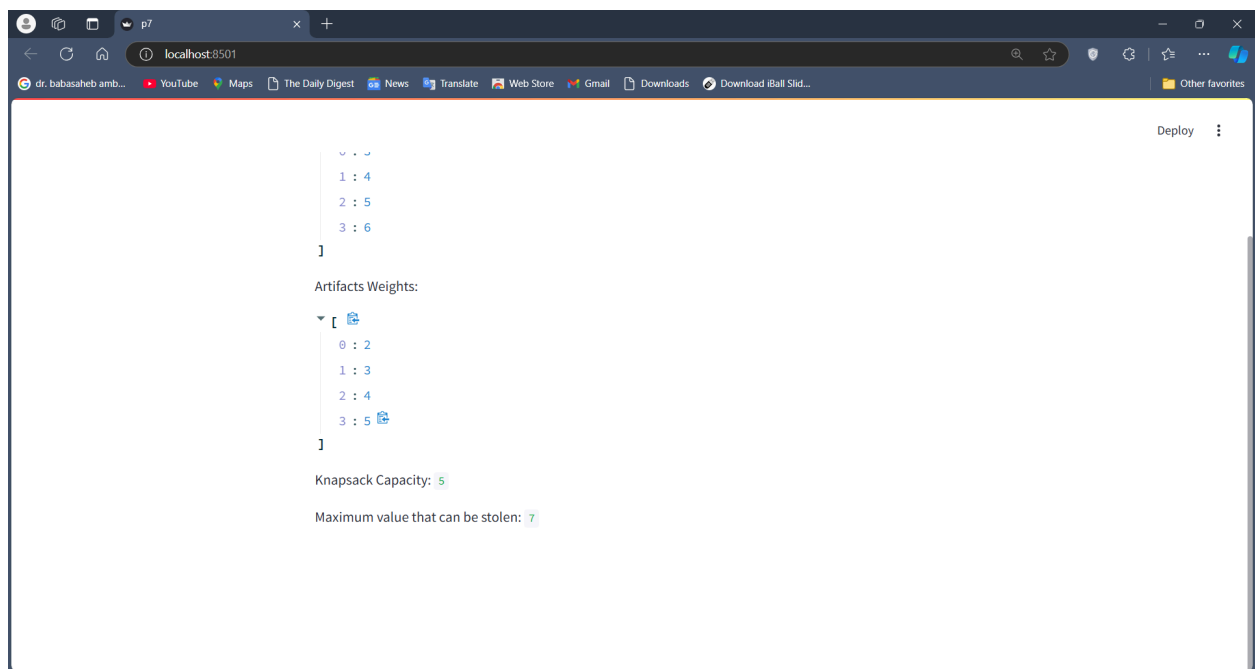 p7
localhost:8501
dr. babasaheb amb... YouTube Maps The Daily Digest News Translate Web Store Gmail Downloads Download iBall Slid... Other favorites
Deploy
1 : 4
2 : 5
3 : 6
]
Artifacts Weights:
[
0 : 2
1 : 3
2 : 4
3 : 5
]
Knapsack Capacity: 5
Maximum value that can be stolen: 7